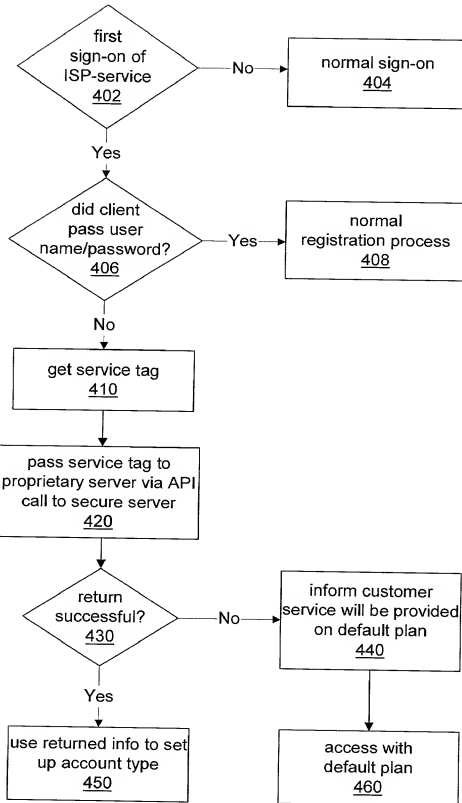 first
sign-on of
ISP-service
402
No
normal sign-on
404
Yes
did client
pass user
name/password?
406
Yes
normal
registration process
408
No
get service tag
410
pass service tag to
proprietary server via API
call to secure server
420
return
successful?
430
No
inform customer
service will be provided
on default plan
440
Yes
use returned info to set
up account type
450
access with
default plan
460